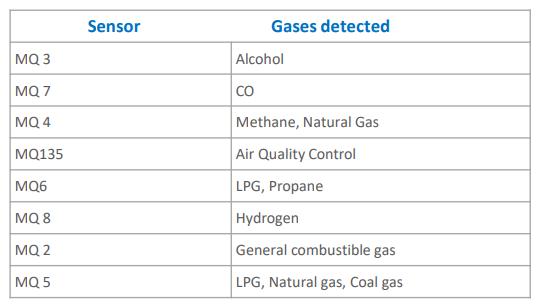 Sensor Gases detected
MQ 3 Alcohol
MQ 7 CO
MQ 4 Methane, Natural Gas
MQ135 Air Quality Control
MQ6 LPG, Propane
MQ 8 Hydrogen
MQ 2 General combustible gas
MQ 5 LPG, Natural gas, Coal gas